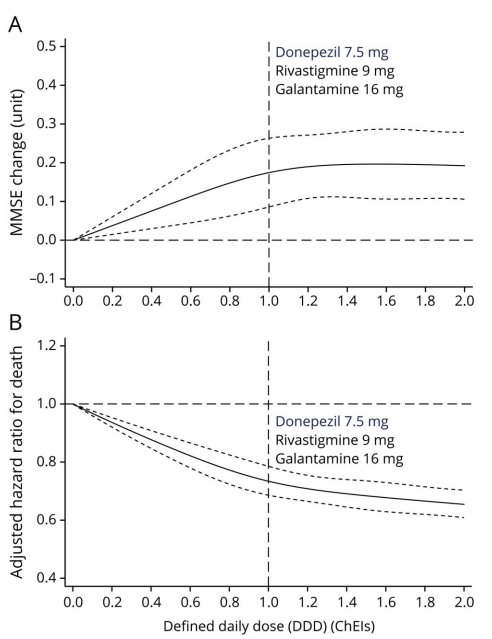 A
MMSE change (unit)
0.5
0.4
0.3
0.2
0.1
0.0
–0.1
Donepezil 7.5 mg
Rivastigmine 9 mg
Galantamine 16 mg
0.0 0.2 0.4 0.6 0.8 1.0 1.2 1.4 1.6 1.8 2.0
B
Adjusted hazard ratio for death
1.2
1.0
0.8
0.6
0.4
Donepezil 7.5 mg
Rivastigmine 9 mg
Galantamine 16 mg
0.0 0.2 0.4 0.6 0.8 1.0 1.2 1.4 1.6 1.8 2.0
Defined daily dose (DDD) (ChEIs)